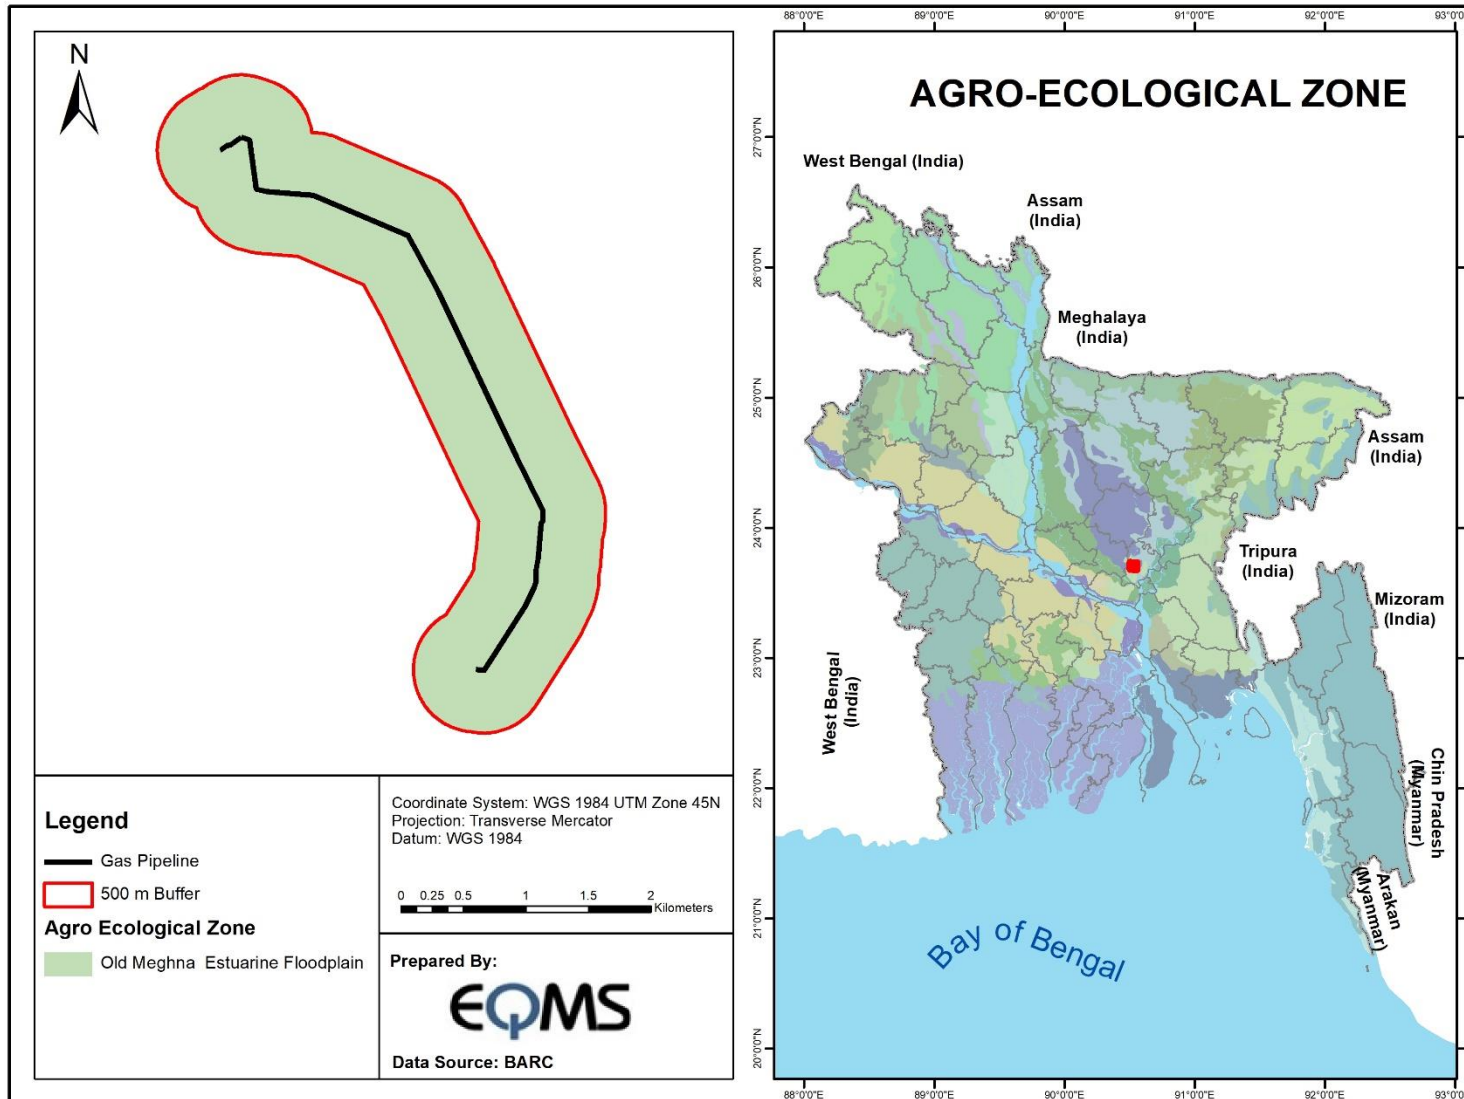 N
Legend
Gas Pipeline
500 m Buffer
Agro Ecological Zone
Old Meghna Estuarine Floodplain
Coordinate System: WGS 1984 UTM Zone 45N
Projection: Transverse Mercator
Datum: WGS 1984
0 0.25 0.5 1 1.5 2
Kilometers
Prepared By:
EQMS
Data Source: BARC
88°0'0"E 89°0'0"E 90°0'0"E 91°0'0"E 92°0'0"E 93°0'0
AGRO-ECOLOGICAL ZONE
27°0'0"N
26°0'0"N
25°0'0"N
24°0'0"N
23°0'0"N
22°0'0"N
21°0'0"N
20°0'0"N
West Bengal (India)
Assam
(India)
Meghalaya
(India)
Assam
(India)
Tripura
(India)
Mizoram
(India)
West Bengal
(India)
Chin Pradesh
(Myanmar)
Arakan
(Myanmar)
Bay of Bengal
88°0'0"E 89°0'0"E 90°0'0"E 91°0'0"E 92°0'0"E 93°0'0